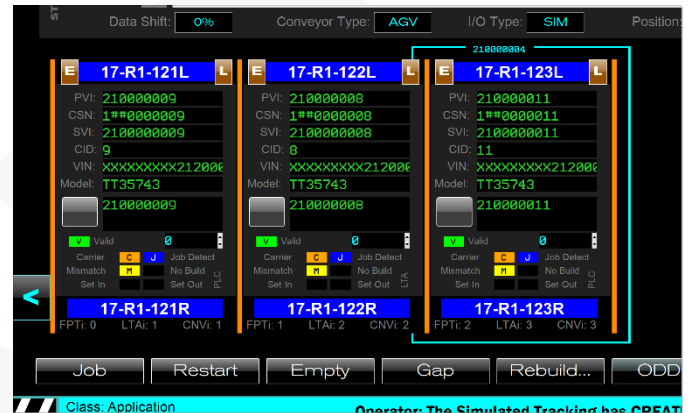 ST
Data Shift: 0% Conveyor Type: AGV I/O Type: SIM Position:
210000004
E 17-R1-121L L E 17-R1-122L L E 17-R1-123L L
PVI: 210000009 PVI: 210000008 PVI: 210000011
CSN: 1##0000009 CSN: 1##0000008 CSN: 1##0000011
SVI: 210000009 SVI: 210000008 SVI: 210000011
CID: 9 CID: 8 CID: 11
VIN: XXXXXXXXX212000 VIN: XXXXXXXXX212000 VIN: XXXXXXXXX212000
Model: TT35743 Model: TT35743 Model: TT35743
210000009 210000008 210000011
V Valid 0 V Valid 0 V Valid 0
Carrier C J Job Detect Carrier C J Job Detect Carrier C J Job Detect
Mismatch M No Build Mismatch M No Build Mismatch M No Build
Set In Set Out PLC Set In Set Out LTA Set In Set Out PLC
< 17-R1-121R 17-R1-122R 17-R1-123R
FPTi: 0 LTAi: 1 CNVi: 1 FPTi: 1 LTAi: 2 CNVi: 2 FPTi: 2 LTAi: 3 CNVi: 3
Job Restart Empty Gap Rebuild... ODD
Class: Application Operator: The Simulated Tracking has CREAT